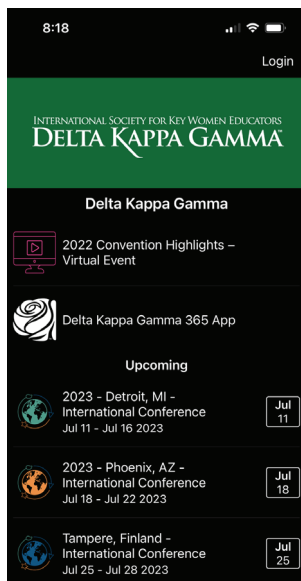 8:18
Login
INTERNATIONAL SOCIETY FOR KEY WOMEN EDUCATORS
DELTA KAPPA GAMMA
Delta Kappa Gamma
2022 Convention Highlights –
Virtual Event
Delta Kappa Gamma 365 App
Upcoming
2023 - Detroit, MI -
International Conference
Jul 11 - Jul 16 2023
Jul
11
2023 - Phoenix, AZ -
International Conference
Jul 18 - Jul 22 2023
Jul
18
Tampere, Finland -
International Conference
Jul 25 - Jul 28 2023
Jul
25